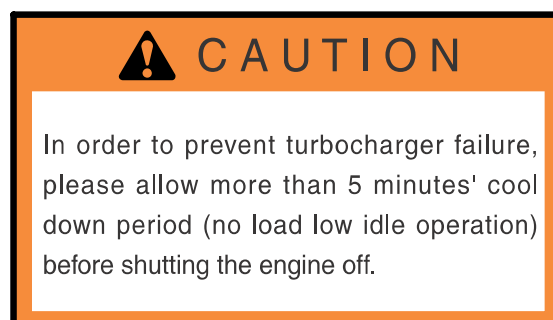 CAUTION
In order to prevent turbocharger failure,
please allow more than 5 minutes' cool
down period (no load low idle operation)
before shutting the engine off.